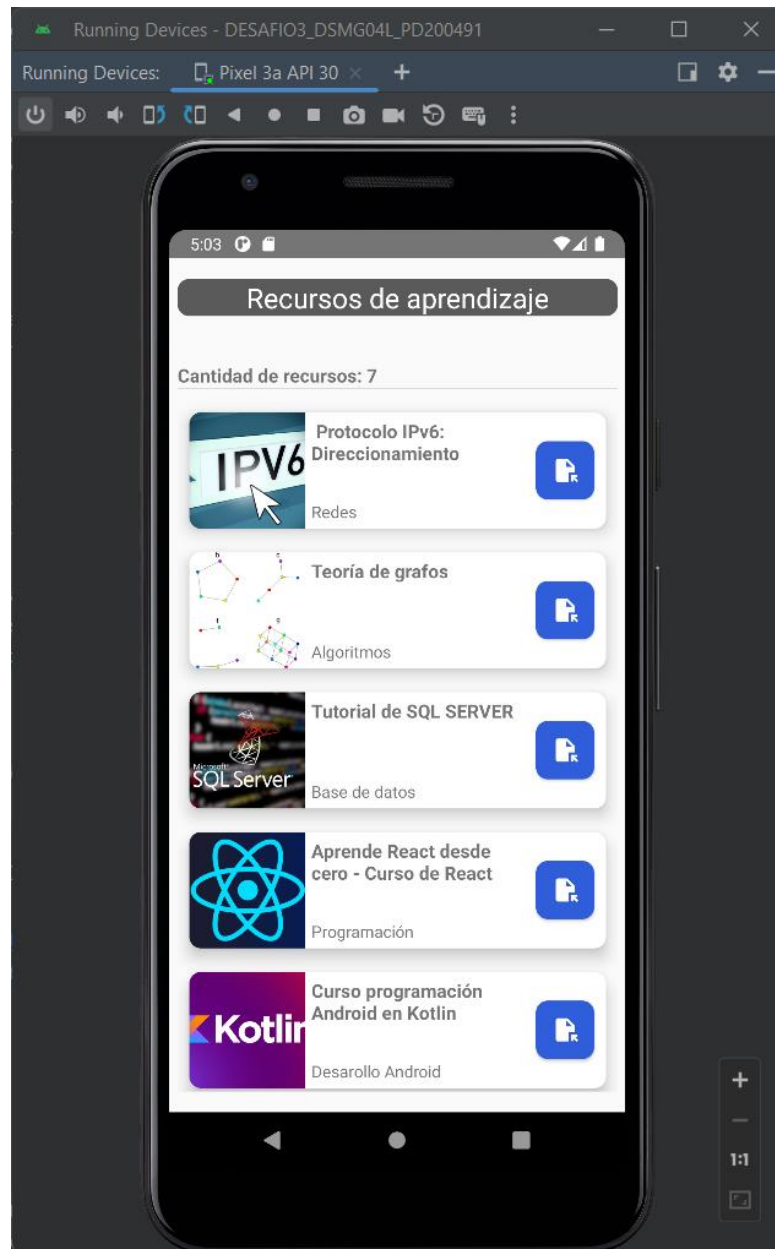 Running Devices - DESAFIO3_DSMG04L_PD200491
Running Devices: Pixel 3a API 30
5:03
Recursos de aprendizaje
Cantidad de recursos: 7
IPV6
Protocolo IPv6:
Direccionamiento
Redes
h
c
f
g
Teoría de grafos
Algoritmos
Microsoft
SQL Server
Tutorial de SQL SERVER
Base de datos
Aprende React desde
cero - Curso de React
Programación
Kotlin
Curso programación
Android en Kotlin
Desarollo Android
1:1